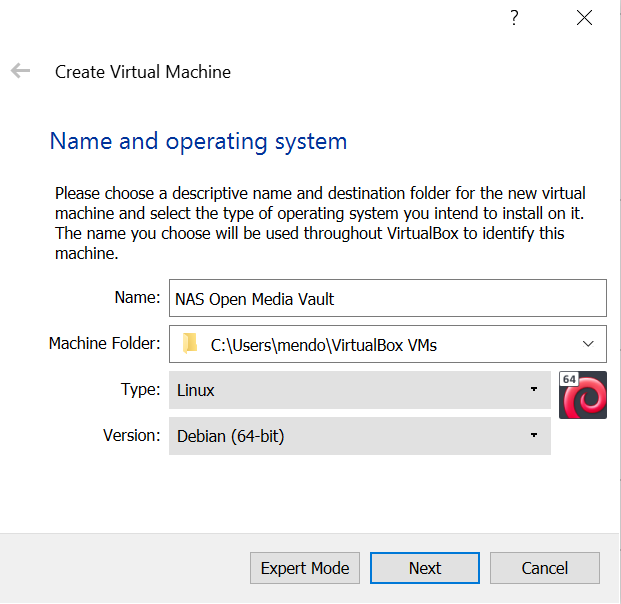 ?
Create Virtual Machine
Name and operating system
Please choose a descriptive name and destination folder for the new virtual
machine and select the type of operating system you intend to install on it.
The name you choose will be used throughout VirtualBox to identify this
machine.
Name: NAS Open Media Vault
Machine Folder: C:\Users\mendo\VirtualBox VMs
Type: Linux
64
Version: Debian (64-bit)
Expert Mode Next Cancel